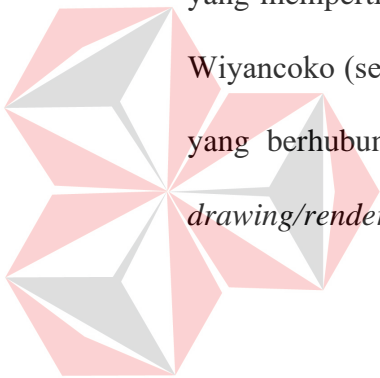 yang memperti
Wiyancoko (se
yang berhubun
drawing/render